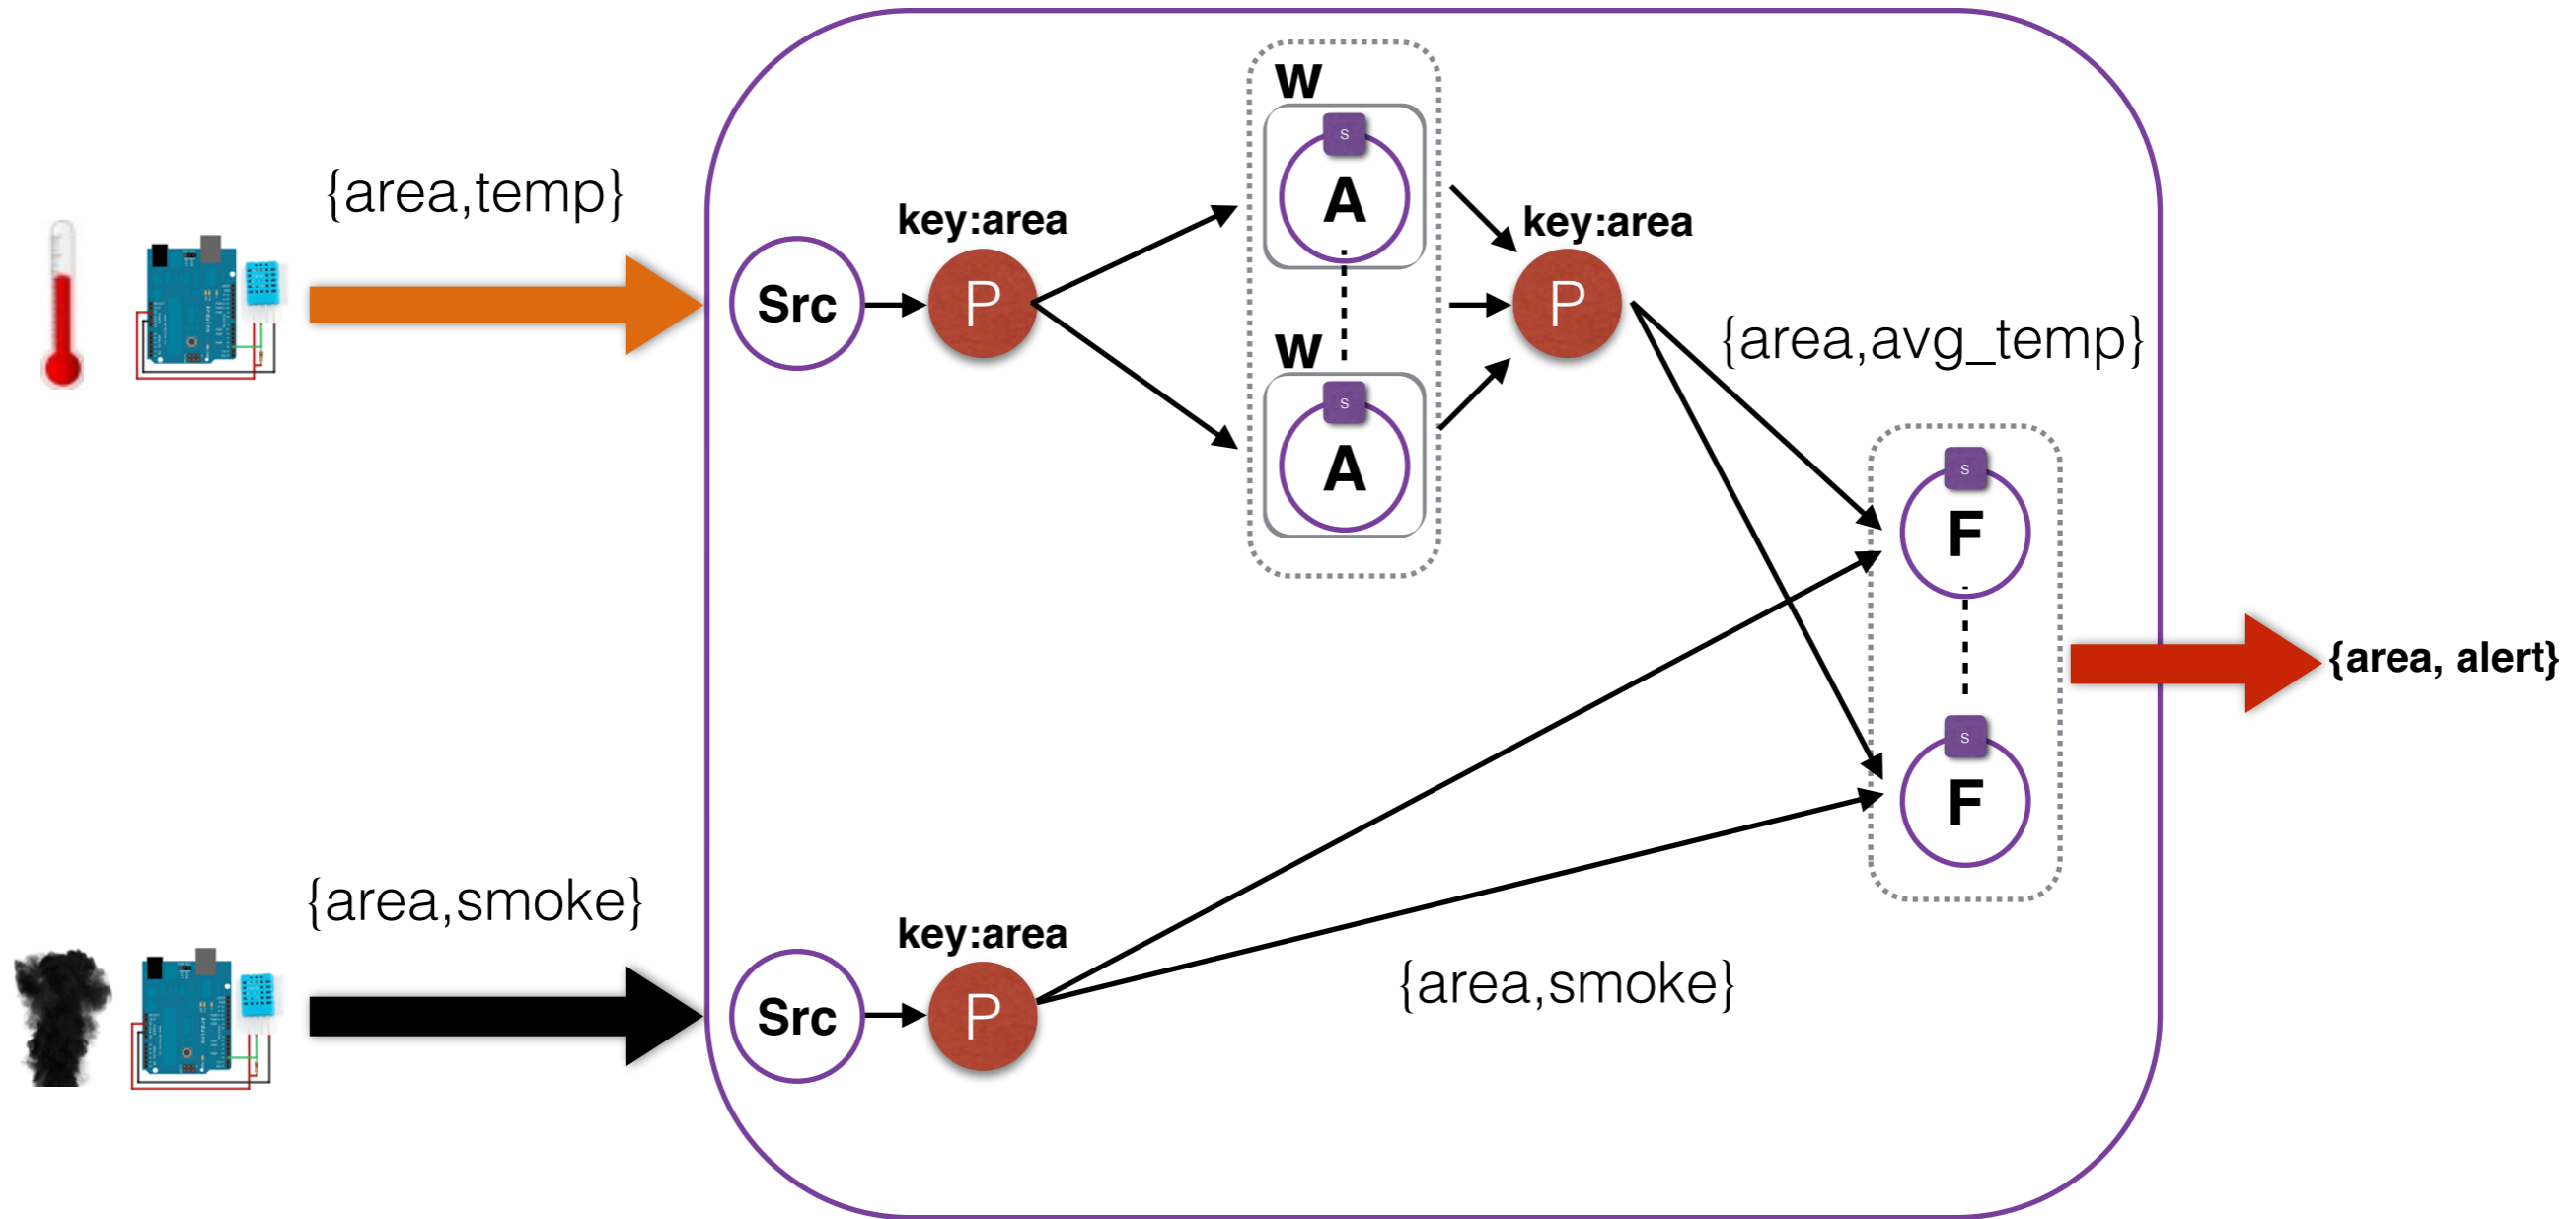 {area,temp}
Src
key:area
P
W
S
A
W
S
A
key:area
P
{area,avg_temp}
S
F
S
F
{area, alert}
{area,smoke}
Src
key:area
P
{area,smoke}